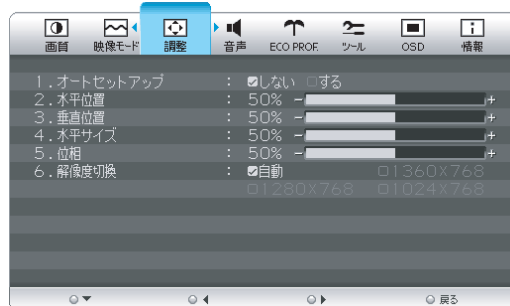 画質 映像モード 調整 音声 ECO PROF. ツール OSD 情報
1.オートセットアップ : しない する
2.水平位置 : 50% - +
3.垂直位置 : 50% - +
4.水平サイズ : 50% - +
5.位相 : 50% - +
6.解像度切換 : 自動 1360X768
1280X768 1024X768
戻る